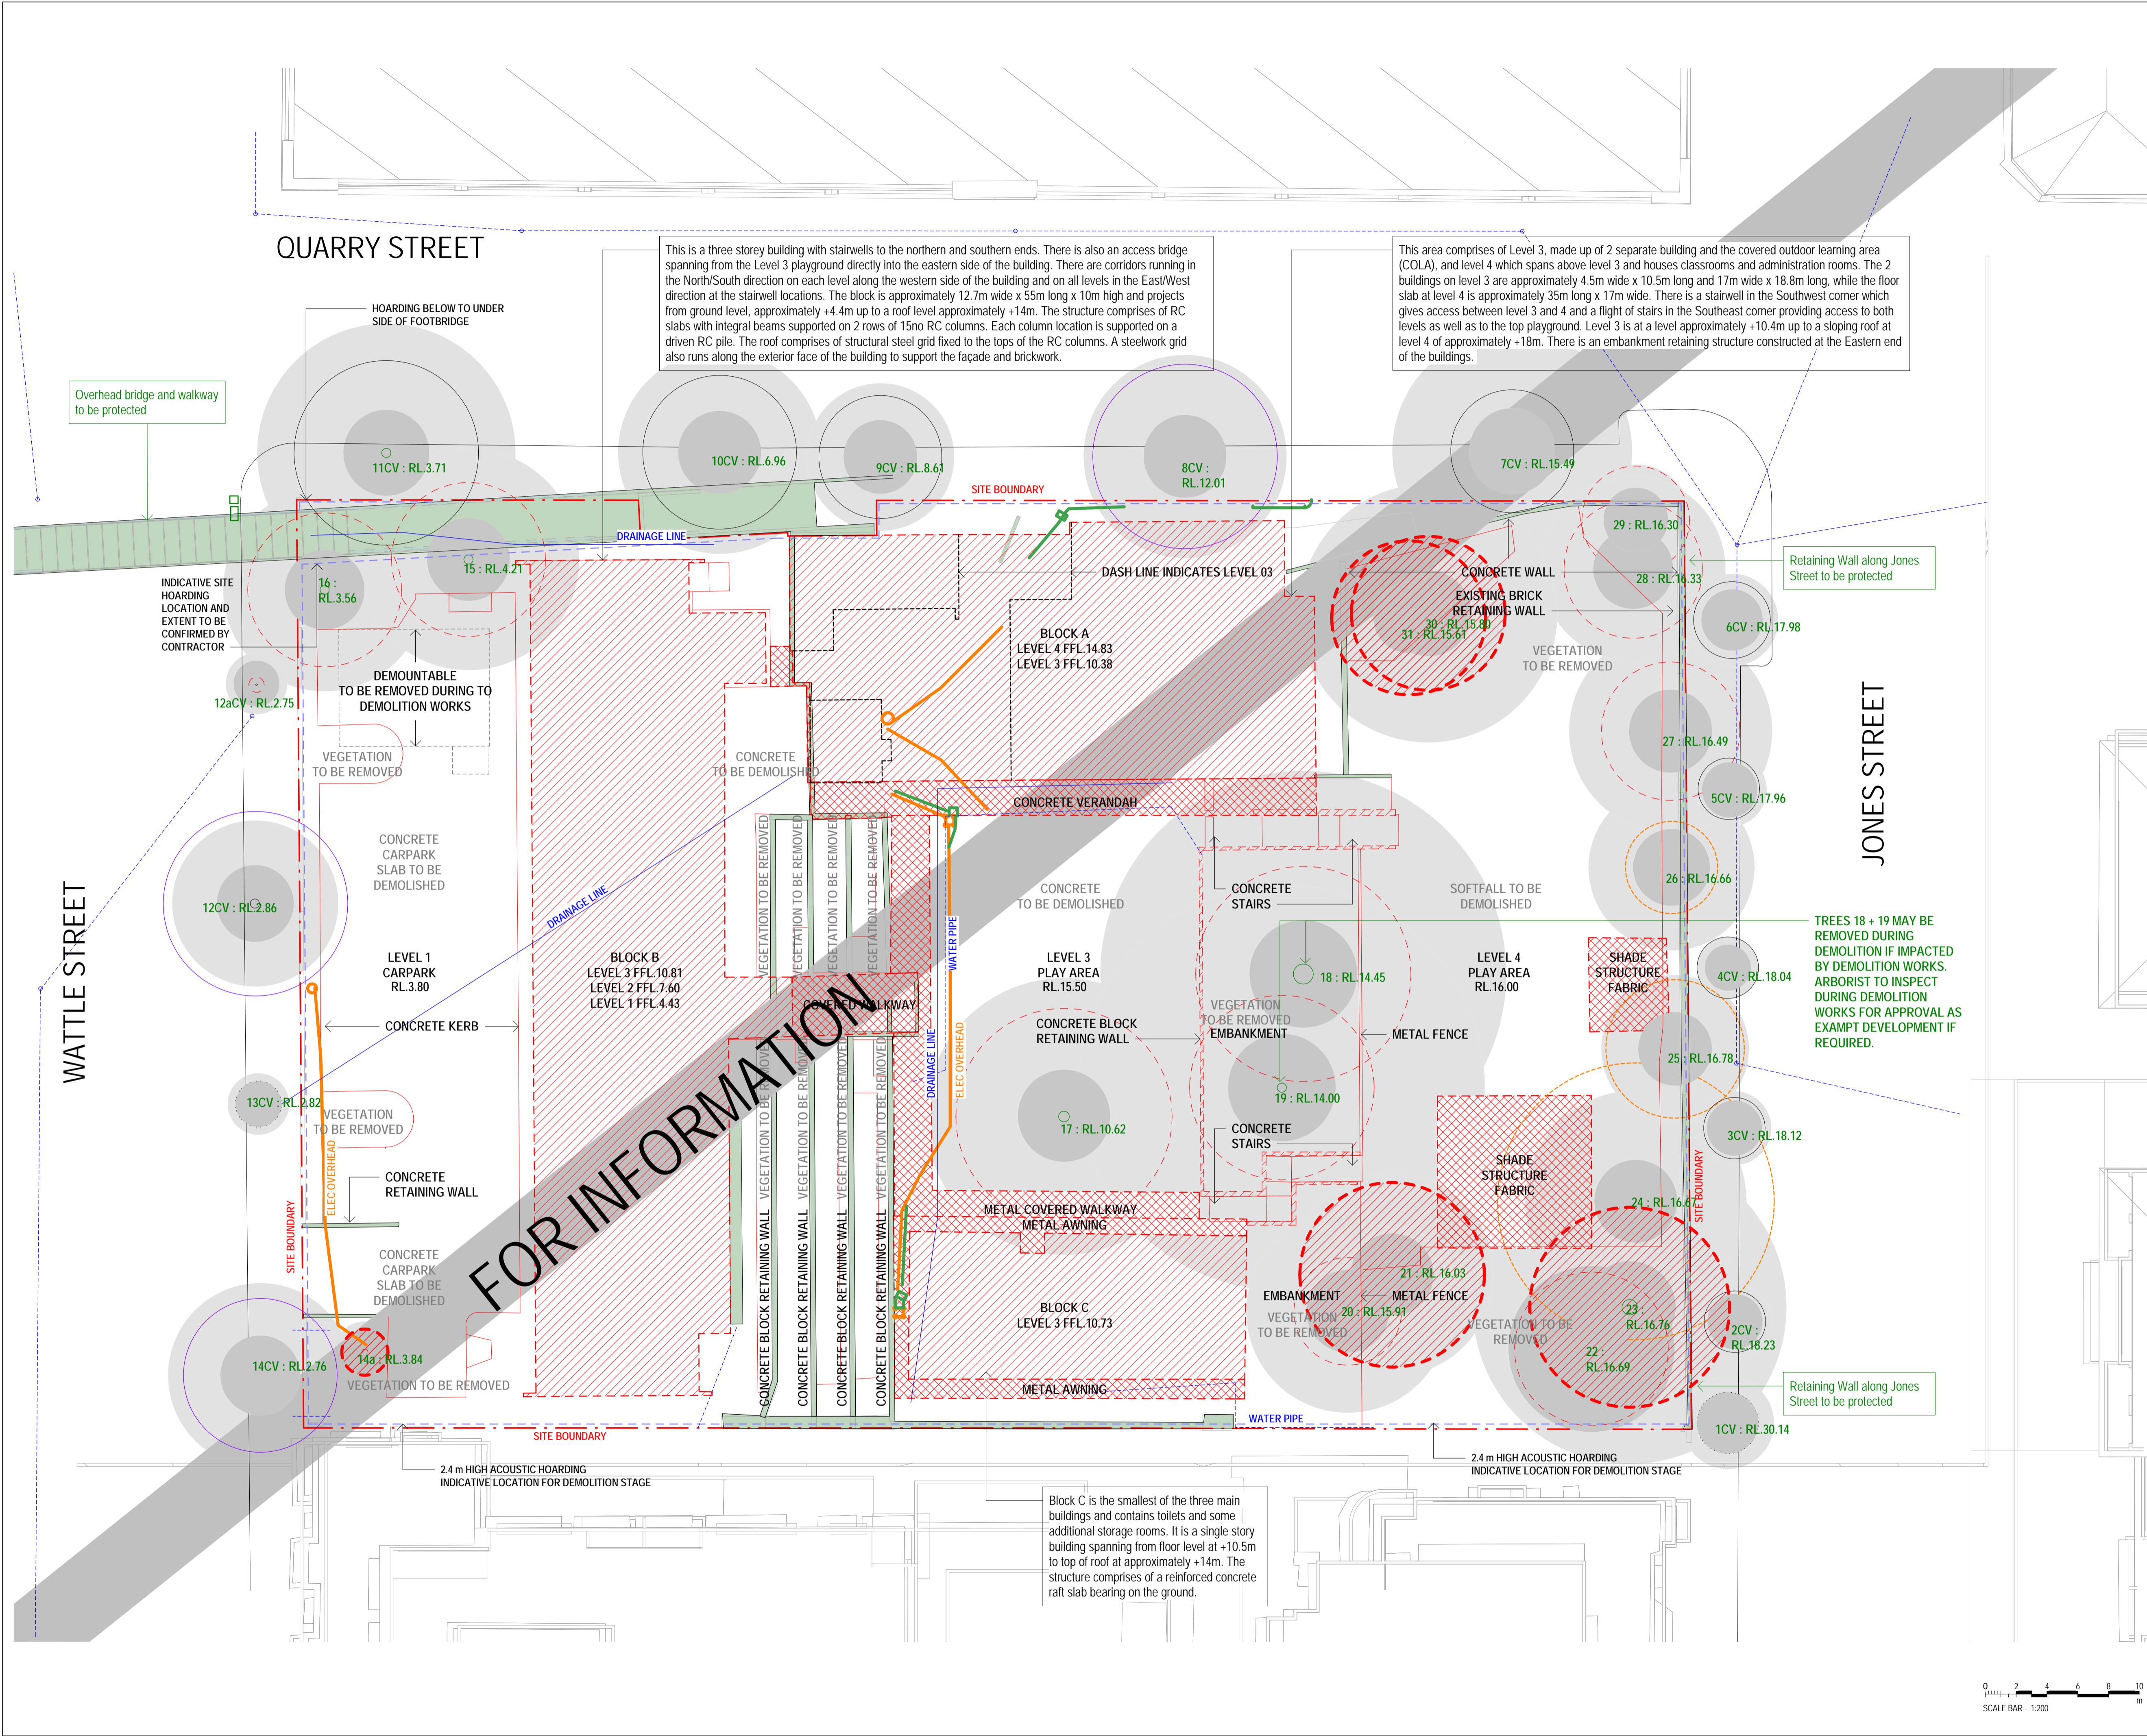 QUARRY STREET
This is a three storey building with stairwells to the northern and southern ends. There is also an access bridge
spanning from the Level 3 playground directly into the eastern side of the building. There are corridors running in
the North/South direction on each level along the western side of the building and on all levels in the East/West
direction at the stairwell locations. The block is approximately 12.7m wide x 55m long x 10m high and projects
from ground level, approximately +4.4m up to a roof level approximately +14m. The structure comprises of RC
slabs with integral beams supported on 2 rows of 15no RC columns. Each column location is supported on a
driven RC pile. The roof comprises of structural steel grid fixed to the tops of the RC columns. A steelwork grid
also runs along the exterior face of the building to support the façade and brickwork.
This area comprises of Level 3, made up of 2 separate building and the covered outdoor learning area
(COLA), and level 4 which spans above level 3 and houses classrooms and administration rooms. The 2
buildings on level 3 are approximately 4.5m wide x 10.5m long and 17m wide x 18.8m long, while the floor
slab at level 4 is approximately 35m long x 17m wide. There is a stairwell in the Southwest corner which
gives access between level 3 and 4 and a flight of stairs in the Southeast corner providing access to both
levels as well as to the top playground. Level 3 is at a level approximately +10.4m up to a sloping roof at
level 4 of approximately +18m. There is an embankment retaining structure constructed at the Eastern end
of the buildings.
HOARDING BELOW TO UNDER
SIDE OF FOOTBRIDGE
Overhead bridge and walkway
to be protected
11CV : RL.3.71
10CV : RL.6.96
9CV : RL.8.61
8CV :
RL.12.01
7CV : RL.15.49
SITE BOUNDARY
DRAINAGE LINE
29 : RL.16.30
15 : RL.4.21
DASH LINE INDICATES LEVEL 03
CONCRETE WALL
28 : RL.16.33
Retaining Wall along Jones
Street to be protected
INDICATIVE SITE
HOARDING
LOCATION AND
EXTENT TO BE
CONFIRMED BY
CONTRACTOR
16 :
RL.3.56
EXISTING BRICK
RETAINING WALL
30 : RL.15.80
31 : RL.15.61
6CV : RL.17.98
BLOCK A
LEVEL 4 FFL.14.83
LEVEL 3 FFL.10.38
VEGETATION
TO BE REMOVED
DEMOUNTABLE
TO BE REMOVED DURING TO
DEMOLITION WORKS
12aCV : RL.2.75
27 : RL.16.49
VEGETATION
TO BE REMOVED
CONCRETE
TO BE DEMOLISHED
JONES STREET
CONCRETE VERANDAH
5CV : RL.17.96
CONCRETE
CARPARK
SLAB TO BE
DEMOLISHED
VEGETATION TO BE REMOVED
VEGETATION TO BE REMOVED
VEGETATION TO BE REMOVED
VEGETATION TO BE REMOVED
CONCRETE
TO BE DEMOLISHED
CONCRETE
STAIRS
SOFTFALL TO BE
DEMOLISHED
26 : RL.16.66
12CV : RL.2.86
DRAINAGE LINE
WATER PIPE
TREES 18 + 19 MAY BE
REMOVED DURING
DEMOLITION IF IMPACTED
BY DEMOLITION WORKS.
ARBORIST TO INSPECT
DURING DEMOLITION
WORKS FOR APPROVAL AS
EXAMPT DEVELOPMENT IF
REQUIRED.
WATTLE STREET
LEVEL 1
CARPARK
RL.3.80
BLOCK B
LEVEL 3 FFL.10.81
LEVEL 2 FFL.7.60
LEVEL 1 FFL.4.43
LEVEL 3
PLAY AREA
RL.15.50
18 : RL.14.45
LEVEL 4
PLAY AREA
RL.16.00
SHADE
STRUCTURE
FABRIC
4CV : RL.18.04
COVERED WALKWAY
VEGETATION
TO BE REMOVED
EMBANKMENT
CONCRETE KERB
CONCRETE BLOCK
RETAINING WALL
METAL FENCE
25 : RL.16.78
DRAINAGE LINE
ELEC OVERHEAD
FOR INFORMATION
19 : RL.14.00
13CV : RL.2.82
VEGETATION
TO BE REMOVED
17 : RL.10.62
CONCRETE
STAIRS
3CV : RL.18.12
ELEC OVERHEAD
CONCRETE
RETAINING WALL
VEGETATION TO BE REMOVED
VEGETATION TO BE REMOVED
VEGETATION TO BE REMOVED
VEGETATION TO BE REMOVED
SHADE
STRUCTURE
FABRIC
24 : RL.16.67
SITE BOUNDARY
SITE BOUNDARY
METAL COVERED WALKWAY
METAL AWNING
CONCRETE
CARPARK
SLAB TO BE
DEMOLISHED
CONCRETE BLOCK RETAINING WALL
CONCRETE BLOCK RETAINING WALL
CONCRETE BLOCK RETAINING WALL
CONCRETE BLOCK RETAINING WALL
21 : RL.16.03
EMBANKMENT
METAL FENCE
20 : RL.15.91
VEGETATION
TO BE REMOVED
BLOCK C
LEVEL 3 FFL.10.73
23 :
RL.16.76
VEGETATION TO BE
REMOVED
22 :
RL.16.69
2CV :
RL.18.23
14CV : RL.2.76
14a : RL.3.84
VEGETATION TO BE REMOVED
METAL AWNING
Retaining Wall along Jones
Street to be protected
WATER PIPE
1CV : RL.30.14
SITE BOUNDARY
2.4 m HIGH ACOUSTIC HOARDING
INDICATIVE LOCATION FOR DEMOLITION STAGE
2.4 m HIGH ACOUSTIC HOARDING
INDICATIVE LOCATION FOR DEMOLITION STAGE
Block C is the smallest of the three main
buildings and contains toilets and some
additional storage rooms. It is a single story
building spanning from floor level at +10.5m
to top of roof at approximately +14m. The
structure comprises of a reinforced concrete
raft slab bearing on the ground.
0 2 4 6 8 10
m
SCALE BAR - 1:200